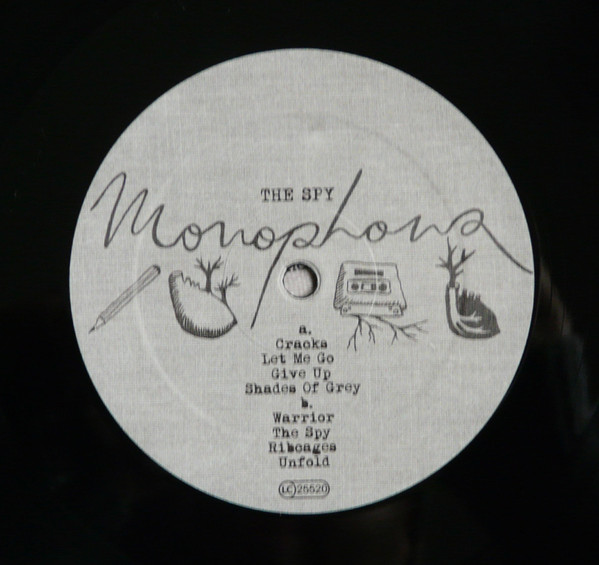 THE SPY
Monophona
a.
Cracks
Let Me Go
Give Up
Shades Of Grey
b.
Warrior
The Spy
Ribcages
Unfold
LC 25520